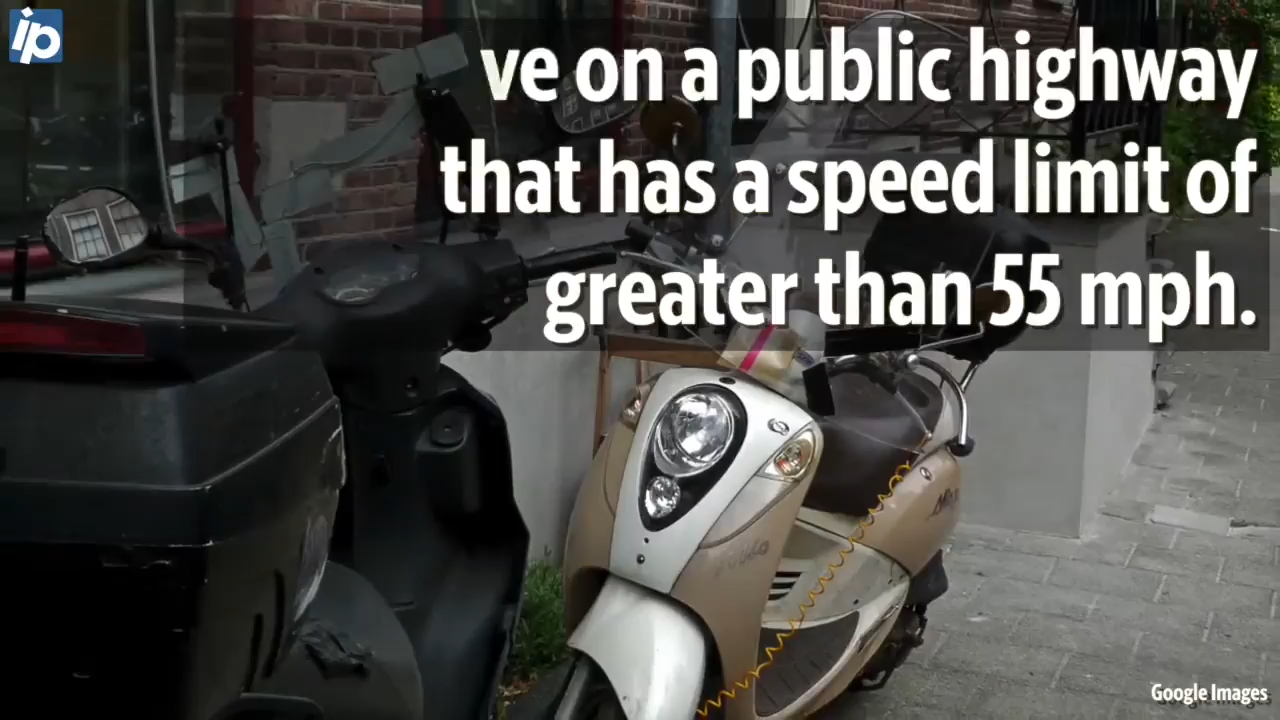 ip
ve on a public highway
that has a speed limit of
greater than 55 mph.
Google Images